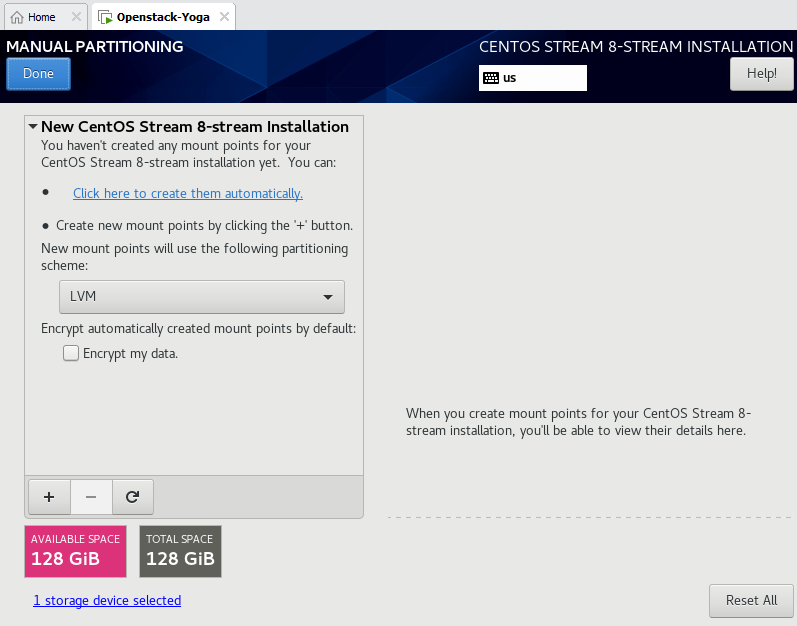 Home
Openstack-Yoga
MANUAL PARTITIONING
CENTOS STREAM 8-STREAM INSTALLATION
Done
us
Help!
New CentOS Stream 8-stream Installation
You haven't created any mount points for your
CentOS Stream 8-stream installation yet.  You can:
• Click here to create them automatically.
• Create new mount points by clicking the '+' button.
New mount points will use the following partitioning
scheme:
LVM
Encrypt automatically created mount points by default:
Encrypt my data.
When you create mount points for your CentOS Stream 8-
stream installation, you'll be able to view their details here.
+ −
AVAILABLE SPACE
128 GiB
TOTAL SPACE
128 GiB
1 storage device selected
Reset All